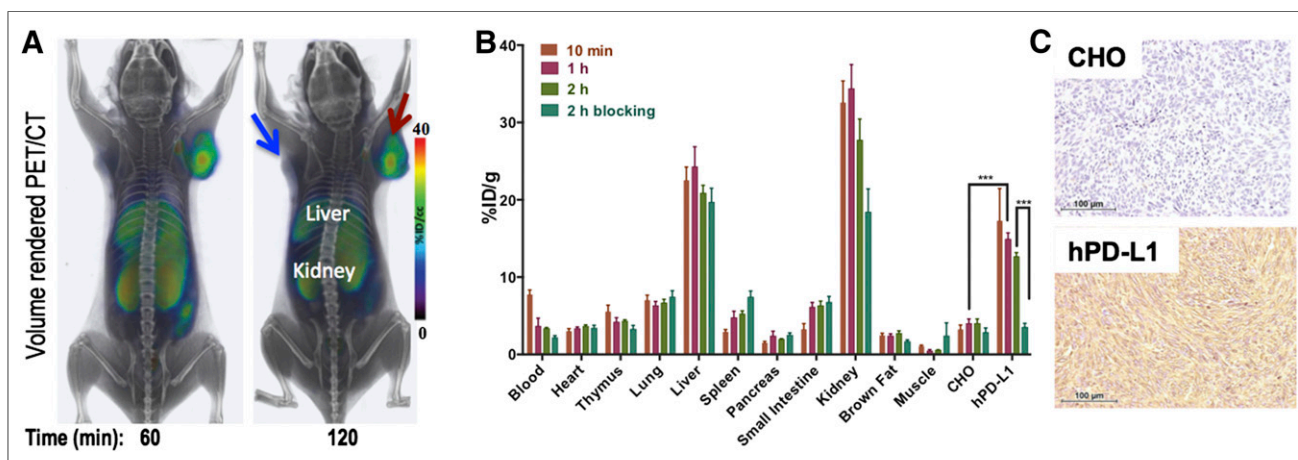 A
Volume rendered PET/CT
Liver
Kidney
40
%ID/cc
0
Time (min): 60
120
B
%ID/g
40
30
20
10
0
10 min
1 h
2 h
2 h blocking
***
***
Blood
Heart
Thymus
Lung
Liver
Spleen
Pancreas
Small Intestine
Kidney
Brown Fat
Muscle
CHO
hPD-L1
C
CHO
100 µm
hPD-L1
100 µm